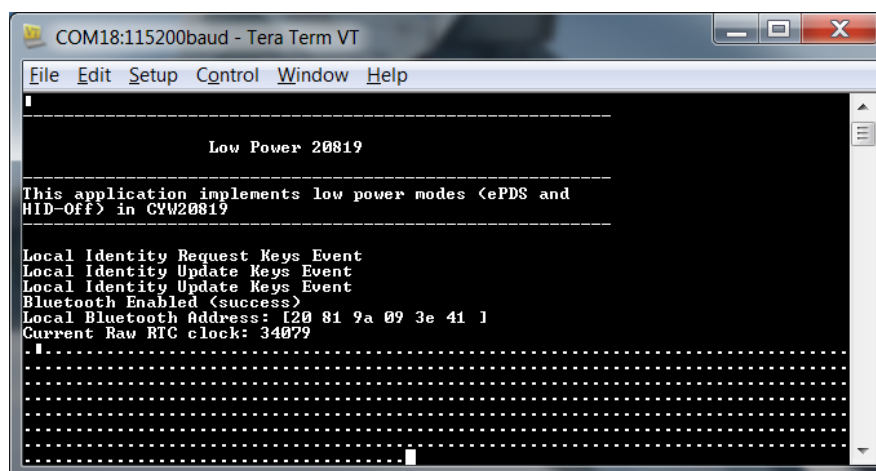 COM18:115200baud - Tera Term VT
File Edit Setup Control Window Help
------------------------------------------------------------
Low Power 20819
------------------------------------------------------------
This application implements low power modes (ePDS and
HID-Off) in CYW20819
------------------------------------------------------------
Local Identity Request Keys Event
Local Identity Update Keys Event
Local Identity Update Keys Event
Bluetooth Enabled (success)
Local Bluetooth Address: [20 81 9a 09 3e 41 ]
Current Raw RTC clock: 34079
................................................................................
................................................................................
................................................................................
................................................................................
................................................................................
................................................................................
.....................................